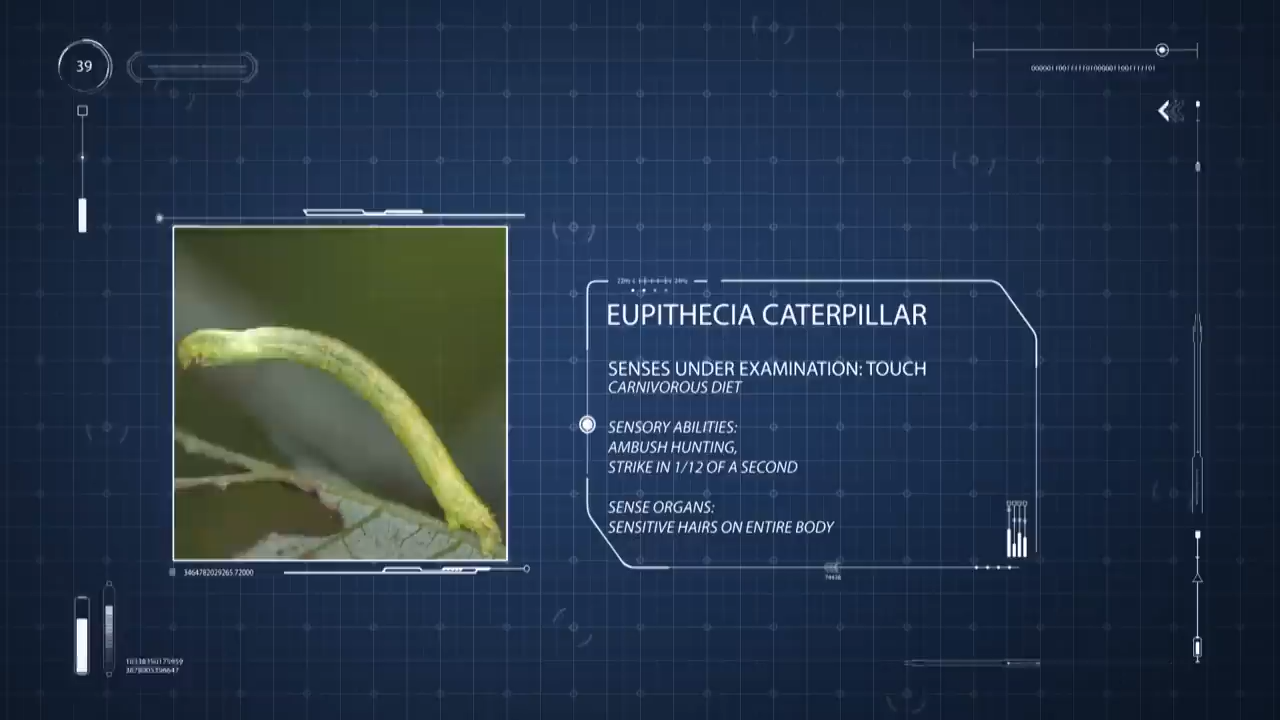 39
EUPITHECIA CATERPILLAR
SENSES UNDER EXAMINATION: TOUCH
CARNIVOROUS DIET
SENSORY ABILITIES:
AMBUSH HUNTING,
STRIKE IN 1/12 OF A SECOND
SENSE ORGANS:
SENSITIVE HAIRS ON ENTIRE BODY
3464782029265.72000